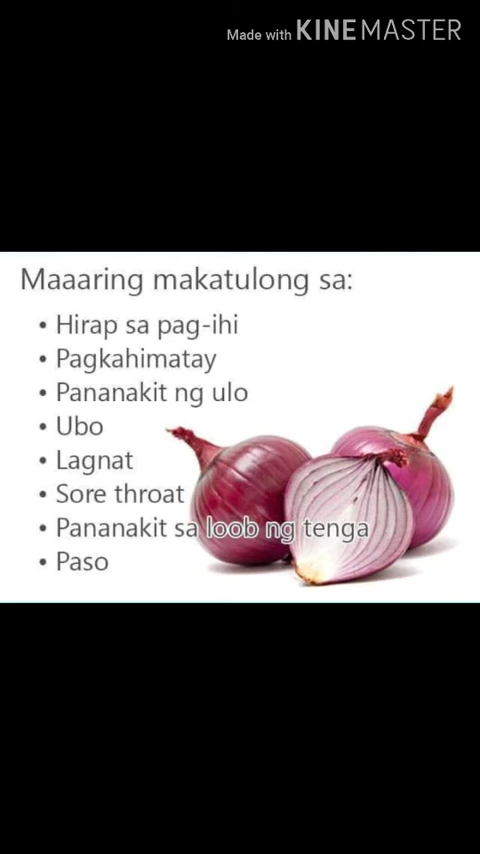 Made with KINEMASTER
Maaaring makatulong sa:
• Hirap sa pag-ihi
• Pagkahimatay
• Pananakit ng ulo
• Ubo
• Lagnat
• Sore throat
• Pananakit sa loob ng tenga
• Paso